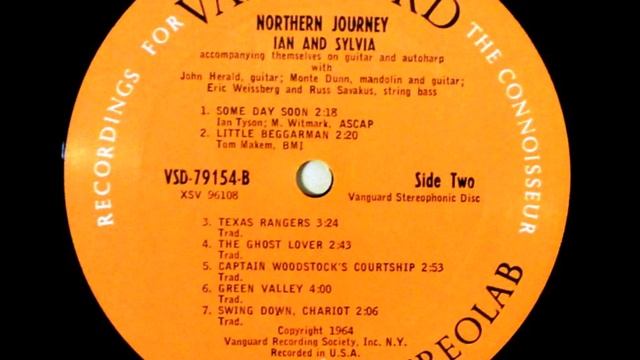 VANGUARD
RECORDINGS FOR THE CONNOISSEUR
NORTHERN JOURNEY
IAN AND SYLVIA
accompanying themselves on guitar and autoharp
with
John Herald, guitar; Monte Dunn, mandolin and guitar;
Eric Weissberg and Russ Savakus, string bass
1. SOME DAY SOON 2:18
Ian Tyson; M. Witmark, ASCAP
2. LITTLE BEGGARMAN 2:20
Tom Makem, BMI
VSD-79154-B
Side Two
XSV 96108
Vanguard Stereophonic Disc
3. TEXAS RANGERS 3:24
Trad.
4. THE GHOST LOVER 2:43
Trad.
5. CAPTAIN WOODSTOCK'S COURTSHIP 2:53
Trad.
6. GREEN VALLEY 4:00
Trad.
7. SWING DOWN, CHARIOT 2:06
Trad.
Copyright 1964
Vanguard Recording Society, Inc. N.Y.
Recorded in U.S.A.
REOLAB